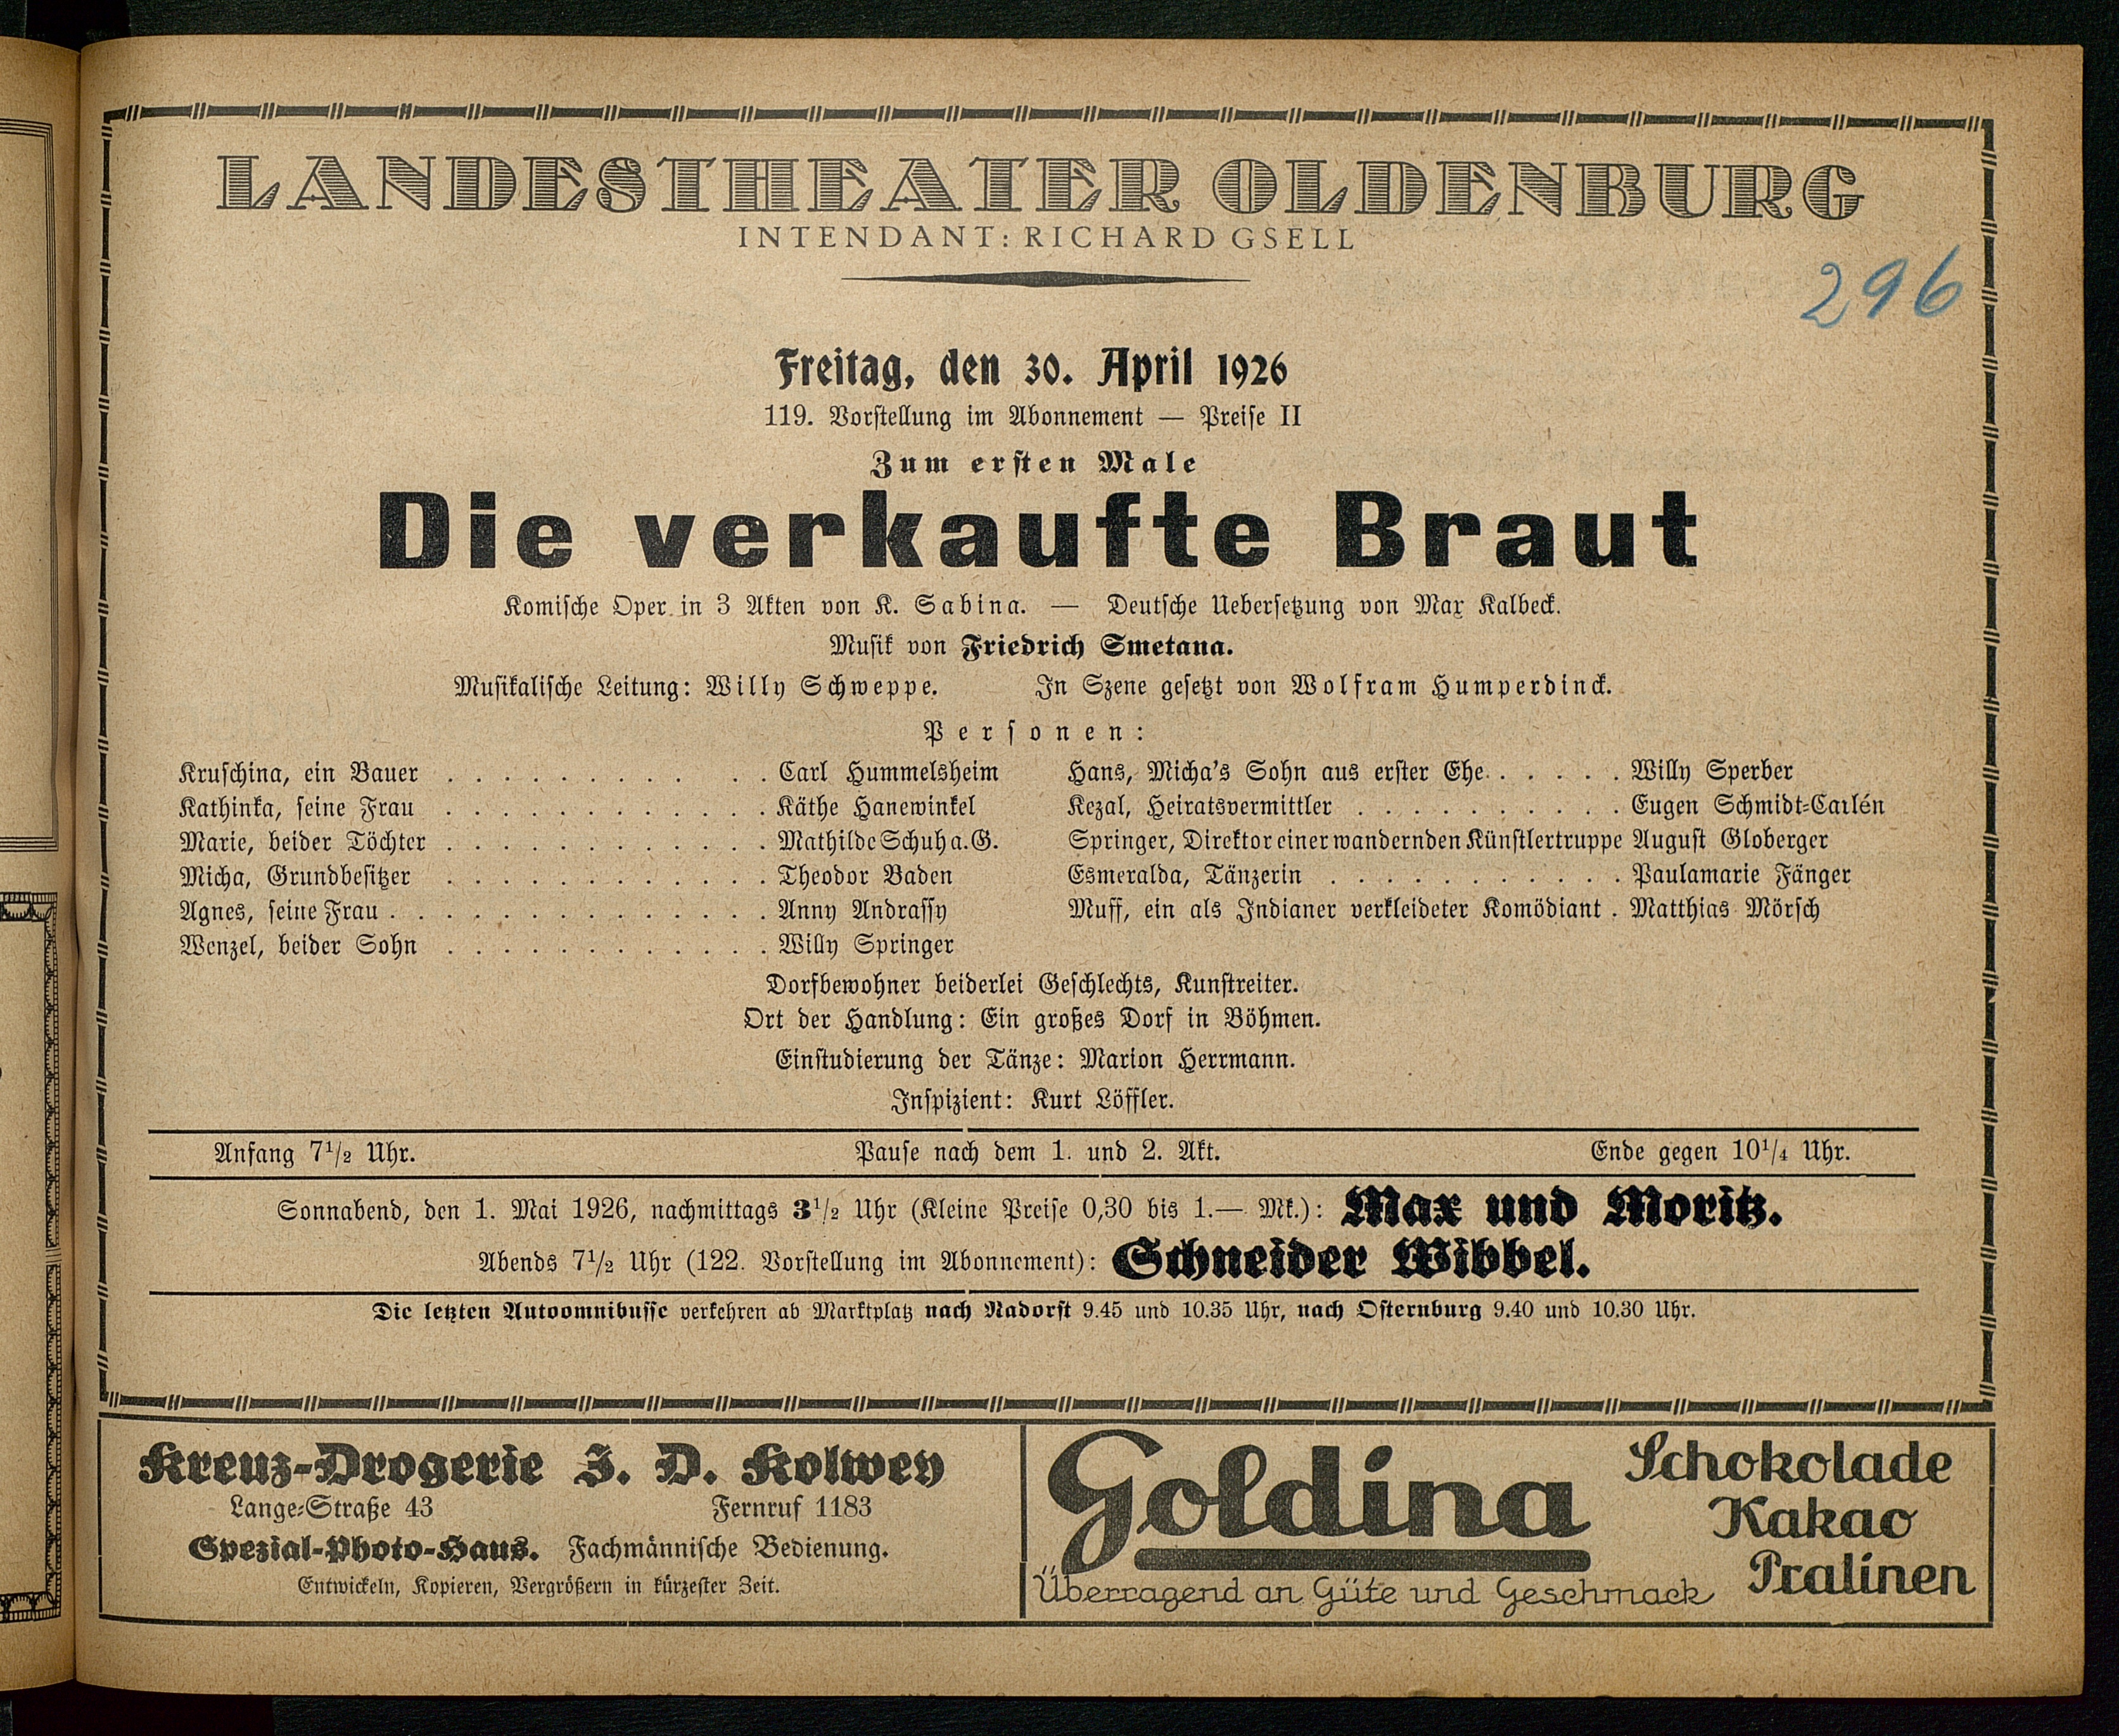 LANDESTHEATER OLDENBURG
INTENDANT: RICHARD GSELL
296
Freitag, den 30. April 1926
119. Vorstellung im Abonnement — Preise II
Zum ersten Male
Die verkaufte Braut
Komische Oper in 3 Akten von K. Sabina. — Deutsche Uebersetzung von Max Kalbeck.
Musik von Friedrich Smetana.
Musikalische Leitung: Willy Schweppe. In Szene gesetzt von Wolfram Humperdinck.
Personen:
Kruschina, ein Bauer . . . . . . . . . . . Carl Hummelsheim
Kathinka, seine Frau . . . . . . . . . . . . Käthe Hanewinkel
Marie, beider Töchter . . . . . . . . . . . . Mathilde Schuh a. G.
Micha, Grundbesitzer . . . . . . . . . . . . Theodor Baden
Agnes, seine Frau . . . . . . . . . . . . . . Anny Andrassy
Wenzel, beider Sohn . . . . . . . . . . . . Willy Springer
Hans, Micha's Sohn aus erster Ehe . . . . . Willy Sperber
Kezal, Heiratsvermittler . . . . . . . . . . Eugen Schmidt-Carlén
Springer, Direktor einer wandernden Künstlertruppe August Globerger
Esmeralda, Tänzerin . . . . . . . . . . . Paulamarie Fänger
Muff, ein als Indianer verkleideter Komödiant . Matthias Mörsch
Dorfbewohner beiderlei Geschlechts, Kunstreiter.
Ort der Handlung: Ein großes Dorf in Böhmen.
Einstudierung der Tänze: Marion Herrmann.
Inspizient: Kurt Löffler.
Anfang 7½ Uhr. Pause nach dem 1. und 2. Akt. Ende gegen 10¼ Uhr.
Sonnabend, den 1. Mai 1926, nachmittags 3½ Uhr (Kleine Preise 0,30 bis 1.— Mk.): Max und Moritz.
Abends 7½ Uhr (122. Vorstellung im Abonnement): Schneider Wibbel.
Die letzten Autoomnibusse verkehren ab Marktplatz nach Nadorst 9.45 und 10.35 Uhr, nach Osternburg 9.40 und 10.30 Uhr.
Kreuz-Drogerie J. D. Kolwey
Lange-Straße 43 Fernruf 1183
Spezial-Photo-Haus. Fachmännische Bedienung.
Entwickeln, Kopieren, Vergrößern in kürzester Zeit.
Goldina
Schokolade
Kakao
Pralinen
Überragend an Güte und Geschmack